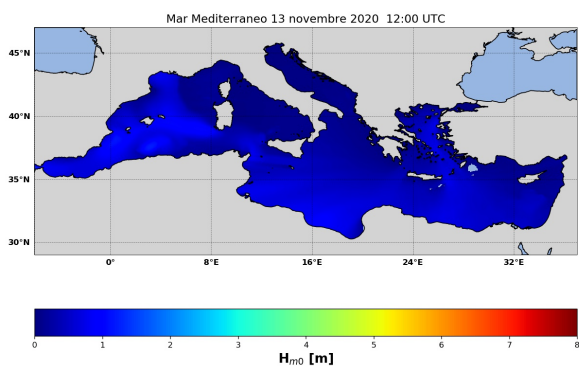 Mar Mediterraneo 13 novembre 2020 12:00 UTC
45°N
40°N
35°N
30°N
0° 8°E 16°E 24°E 32°E
0 1 2 3 4 5 6 7 8
Hm0 [m]